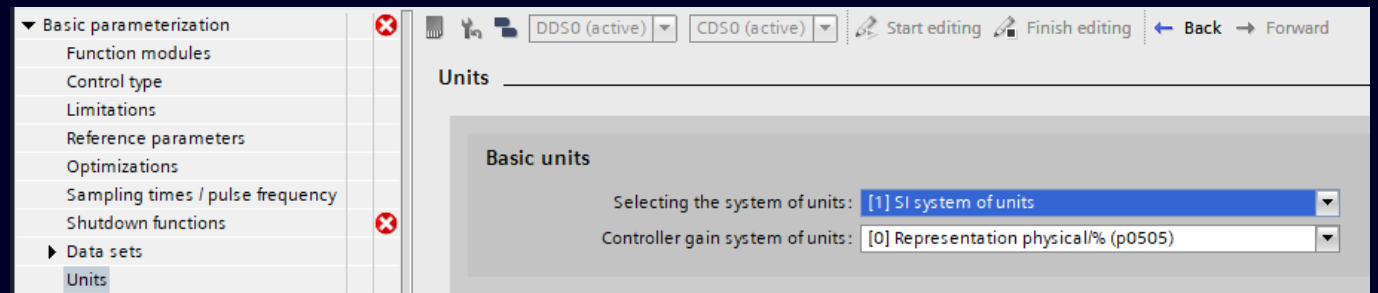 Basic parameterization
Function modules
Control type
Limitations
Reference parameters
Optimizations
Sampling times / pulse frequency
Shutdown functions
Data sets
Units
DDS0 (active)
CDS0 (active)
Start editing
Finish editing
Back
Forward
Units
Basic units
Selecting the system of units: [1] SI system of units
Controller gain system of units: [0] Representation physical/% (p0505)